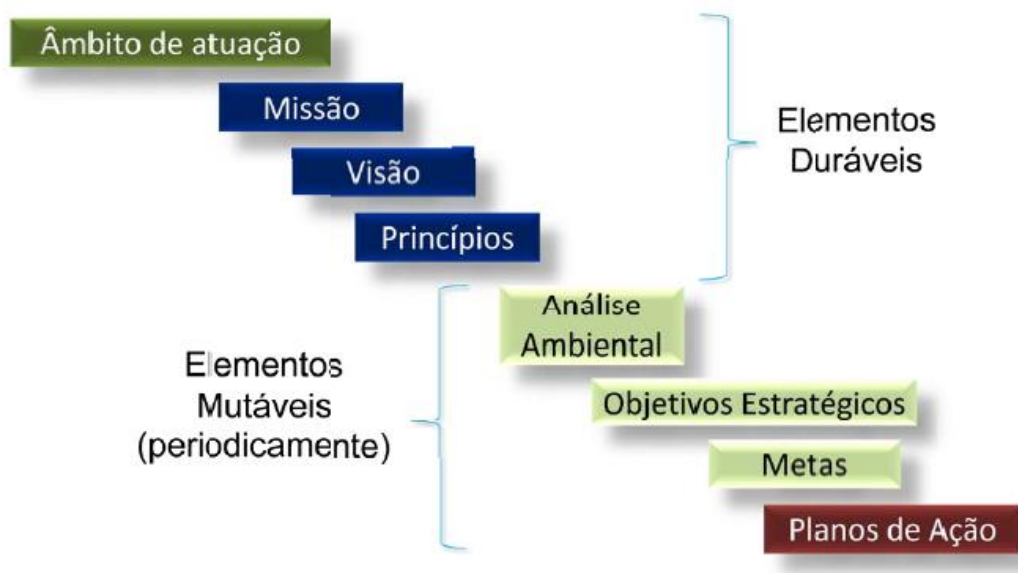 Âmbito de atuação
Missão
Visão
Princípios
Elementos
Duráveis
Análise
Ambiental
Objetivos Estratégicos
Metas
Planos de Ação
Elementos
Mutáveis
(periodicamente)